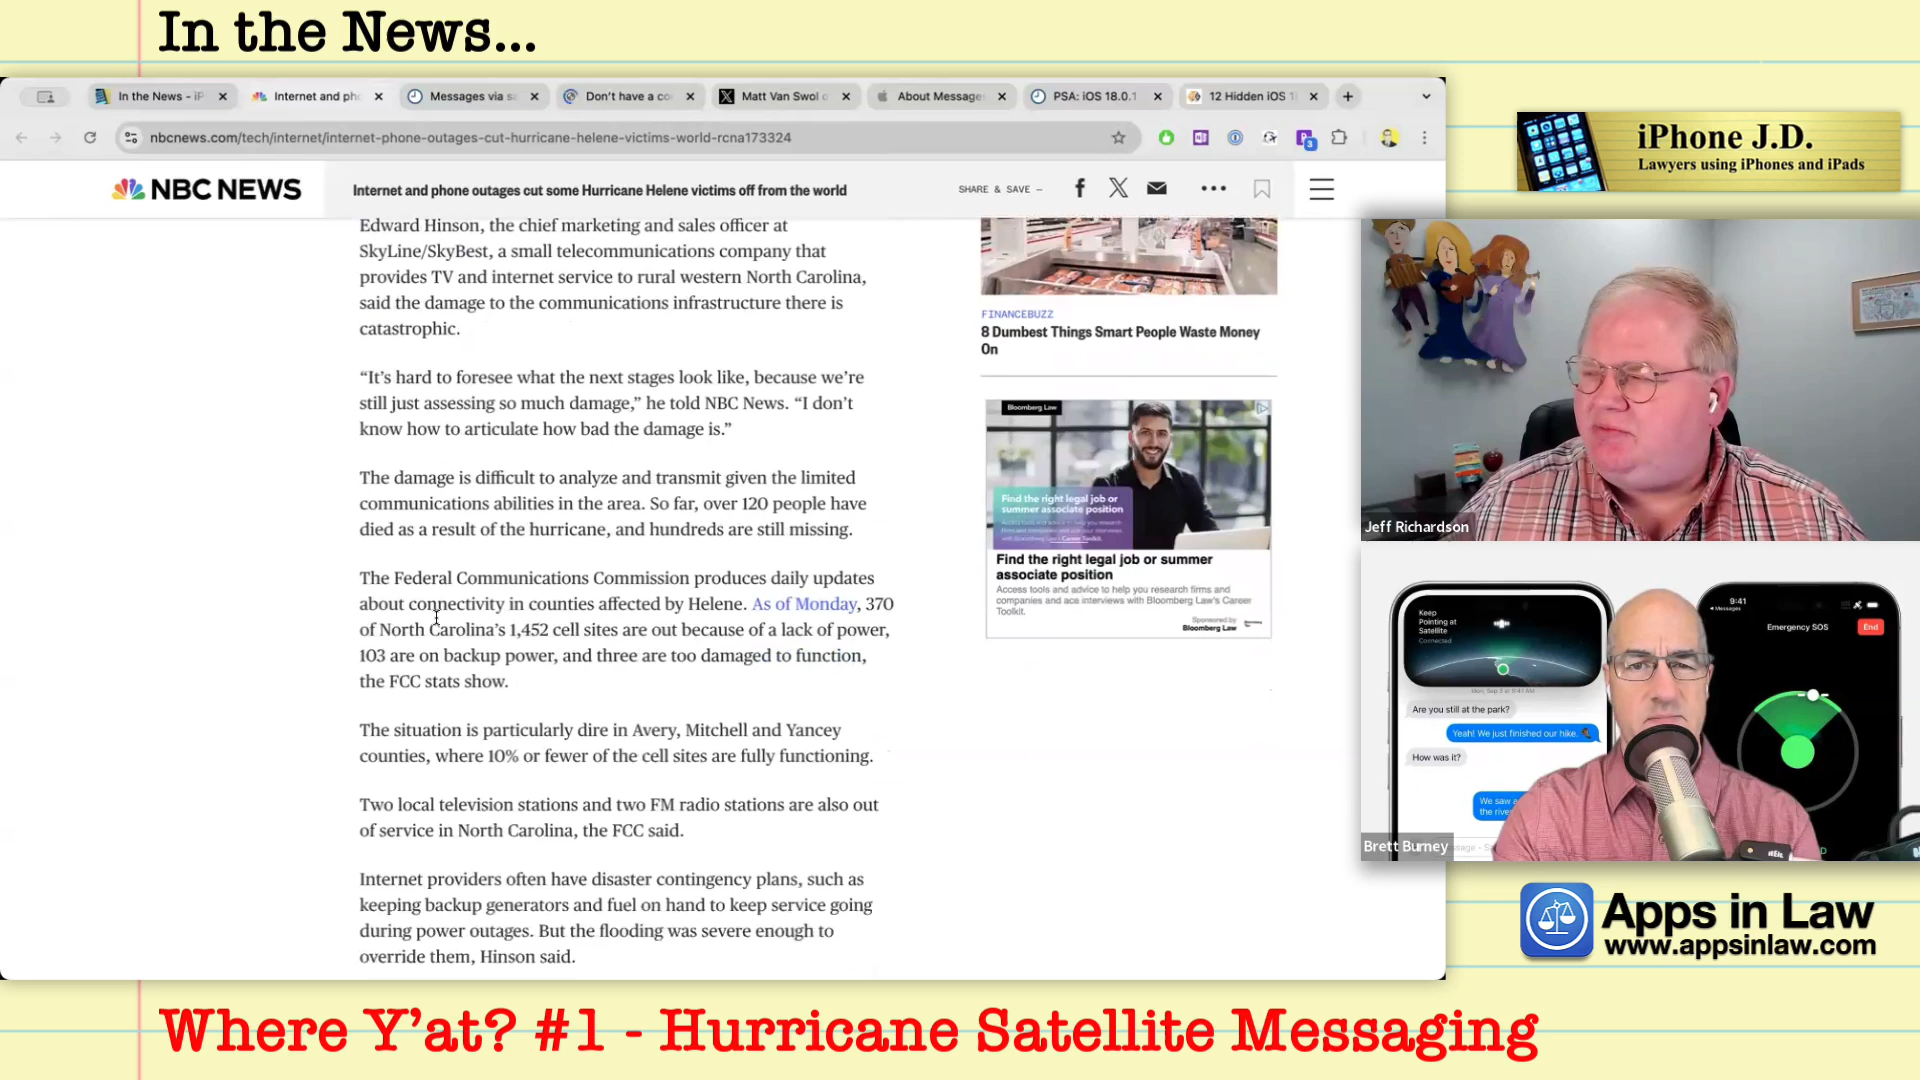 In the News...
In the News - iP
Internet and pho
Messages via sa
Don't have a co
Matt Van Swol o
About Message
PSA: iOS 18.0.1
12 Hidden iOS 1
nbcnews.com/tech/internet/internet-phone-outages-cut-hurricane-helene-victims-world-rcna173324
3
NBC NEWS
Internet and phone outages cut some Hurricane Helene victims off from the world
SHARE & SAVE —
Edward Hinson, the chief marketing and sales officer at
SkyLine/SkyBest, a small telecommunications company that
provides TV and internet service to rural western North Carolina,
said the damage to the communications infrastructure there is
catastrophic.
“It’s hard to foresee what the next stages look like, because we’re
still just assessing so much damage,” he told NBC News. “I don’t
know how to articulate how bad the damage is.”
The damage is difficult to analyze and transmit given the limited
communications abilities in the area. So far, over 120 people have
died as a result of the hurricane, and hundreds are still missing.
The Federal Communications Commission produces daily updates
about connectivity in counties affected by Helene. As of Monday, 370
of North Carolina’s 1,452 cell sites are out because of a lack of power,
103 are on backup power, and three are too damaged to function,
the FCC stats show.
The situation is particularly dire in Avery, Mitchell and Yancey
counties, where 10% or fewer of the cell sites are fully functioning.
Two local television stations and two FM radio stations are also out
of service in North Carolina, the FCC said.
Internet providers often have disaster contingency plans, such as
keeping backup generators and fuel on hand to keep service going
during power outages. But the flooding was severe enough to
override them, Hinson said.
FINANCEBUZZ
8 Dumbest Things Smart People Waste Money
On
Bloomberg Law
Find the right legal job or
summer associate position
Find the right legal job or summer
associate position
Access tools and advice to help you research firms and
companies and ace interviews with Bloomberg Law's Career
Toolkit.
Sponsored by
Bloomberg Law
iPhone J.D.
Lawyers using iPhones and iPads
Jeff Richardson
Keep
Pointing at
Satellite
Connected
Mon, Sep 3 at 9:41 AM
Are you still at the park?
Yeah! We just finished our hike.
How was it?
We saw a
the rive
9:41
Messages
Emergency SOS
End
Brett Burney
Apps in Law
www.appsinlaw.com
Where Y'at? #1 - Hurricane Satellite Messaging